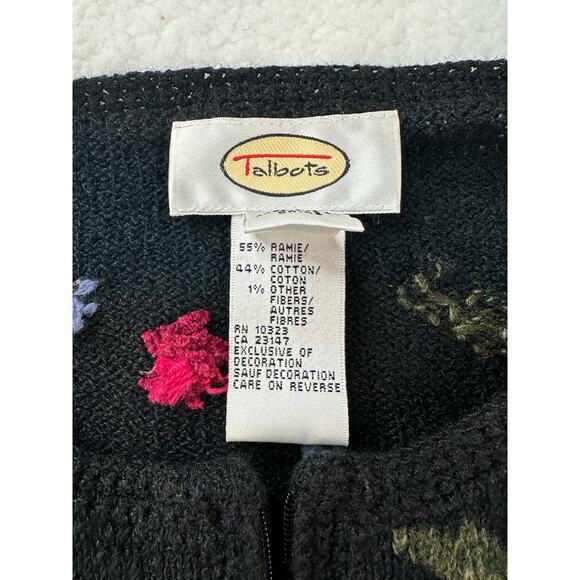 Talbots
55% RAMIE/
RAMIE
44% COTTON/
COTON
1% OTHER
FIBERS/
AUTRES
FIBRES
RN 10323
CA 23147
EXCLUSIVE OF
DECORATION
SAUF DECORATION
CARE ON REVERSE